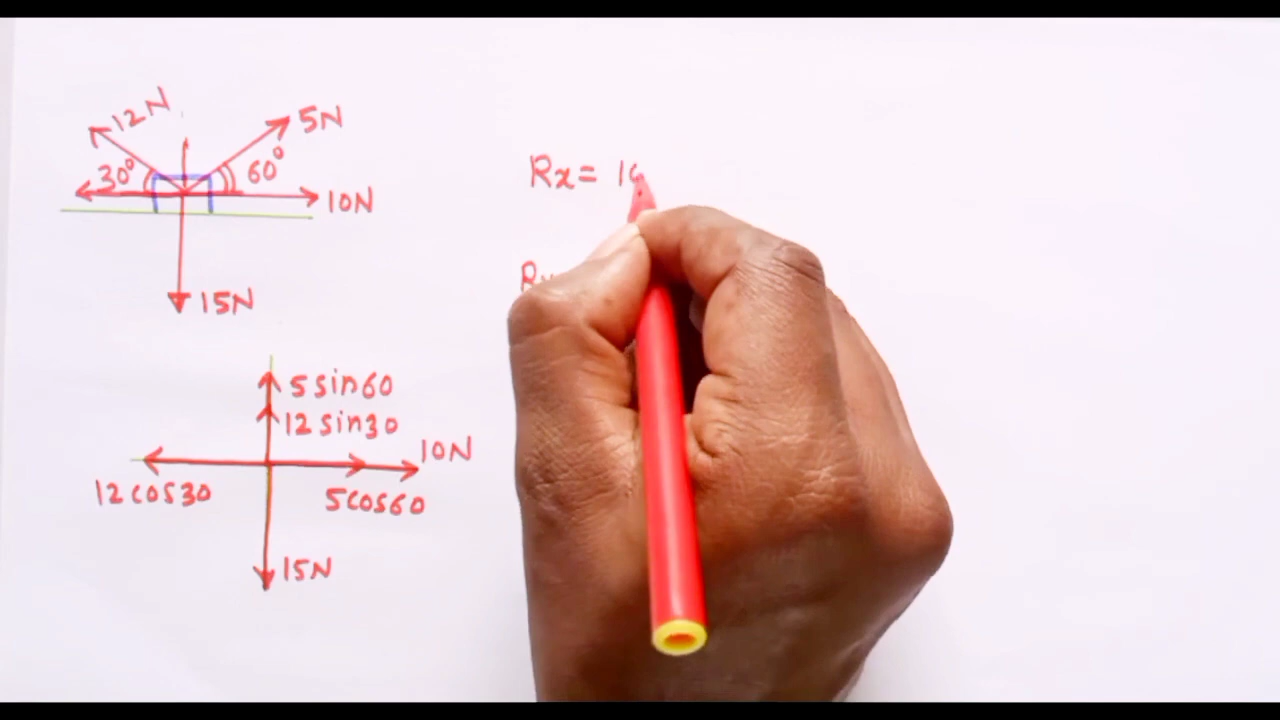 12N
5N
30°
60°
10N
15N
Rx = 1
5sin60
12sin30
10N
12cos30
5cos60
15N